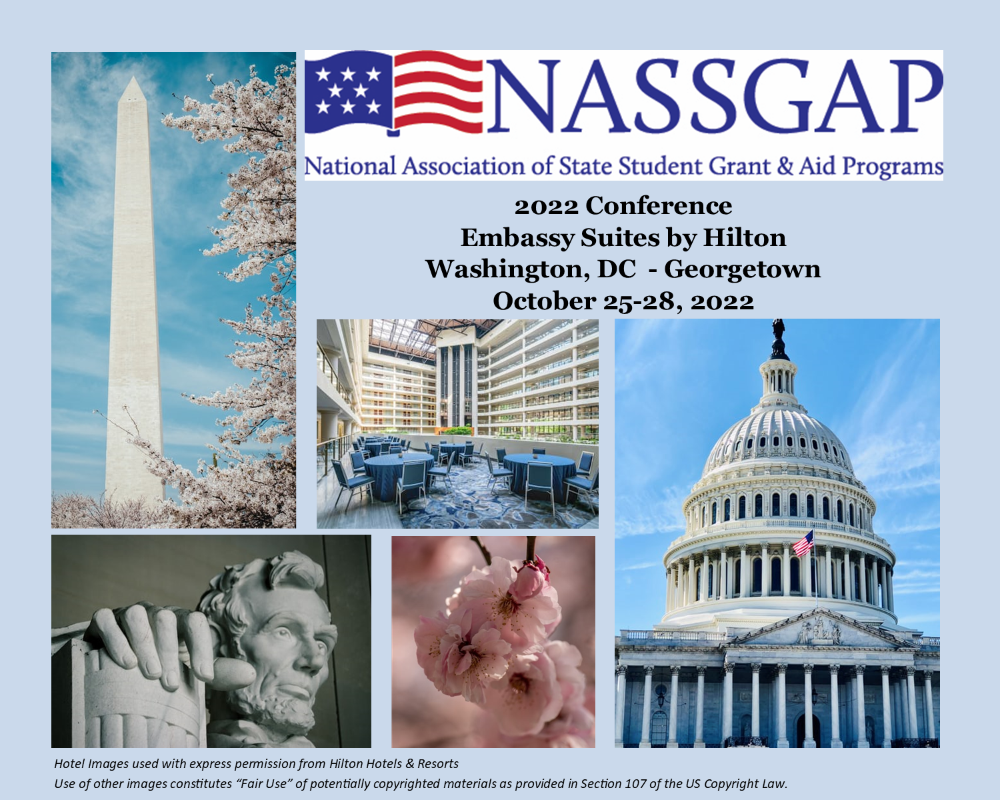 NASSGAP
National Association of State Student Grant & Aid Programs
2022 Conference
Embassy Suites by Hilton
Washington, DC - Georgetown
October 25-28, 2022
Hotel Images used with express permission from Hilton Hotels & Resorts
Use of other images constitutes “Fair Use” of potentially copyrighted materials as provided in Section 107 of the US Copyright Law.